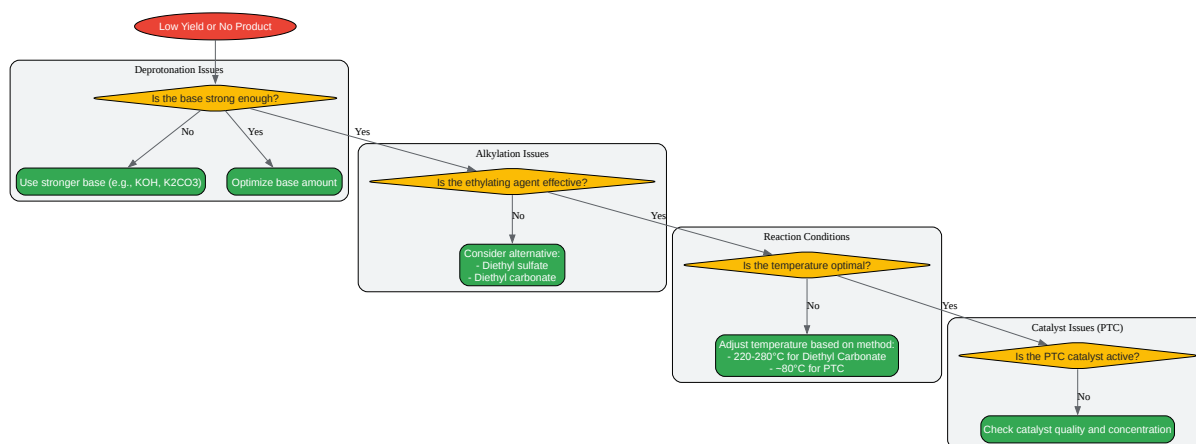 Low Yield or No Product
Deprotonation Issues
Is the base strong enough?
No
Yes
Yes
Use stronger base (e.g., KOH, K2CO3)
Optimize base amount
Alkylation Issues
Is the ethylating agent effective?
No
Yes
Consider alternative:
- Diethyl sulfate
- Diethyl carbonate
Reaction Conditions
Is the temperature optimal?
No
Yes
Adjust temperature based on method:
- 220-280°C for Diethyl Carbonate
- ~80°C for PTC
Catalyst Issues (PTC)
Is the PTC catalyst active?
No
Check catalyst quality and concentration